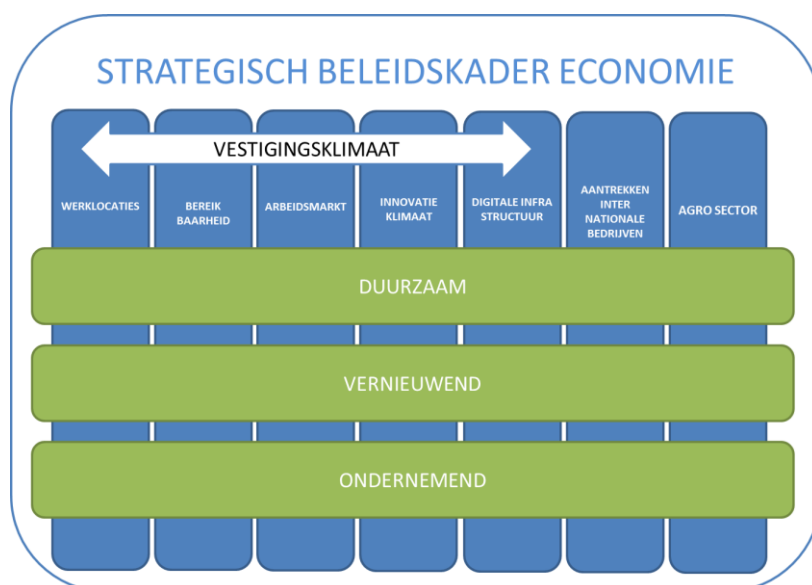 STRATEGISCH BELEIDSKADER ECONOMIE
VESTIGINGSKLIMAAT
WERKLOCATIES
BEREIK
BAARHEID
ARBEIDSMARKT
INNOVATIE
KLIMAAT
DIGITALE INFRA
STRUCTUUR
AANTREKKEN
INTER
NATIONALE
BEDRIJVEN
AGRO SECTOR
DUURZAAM
VERNIEUWEND
ONDERNEMEND